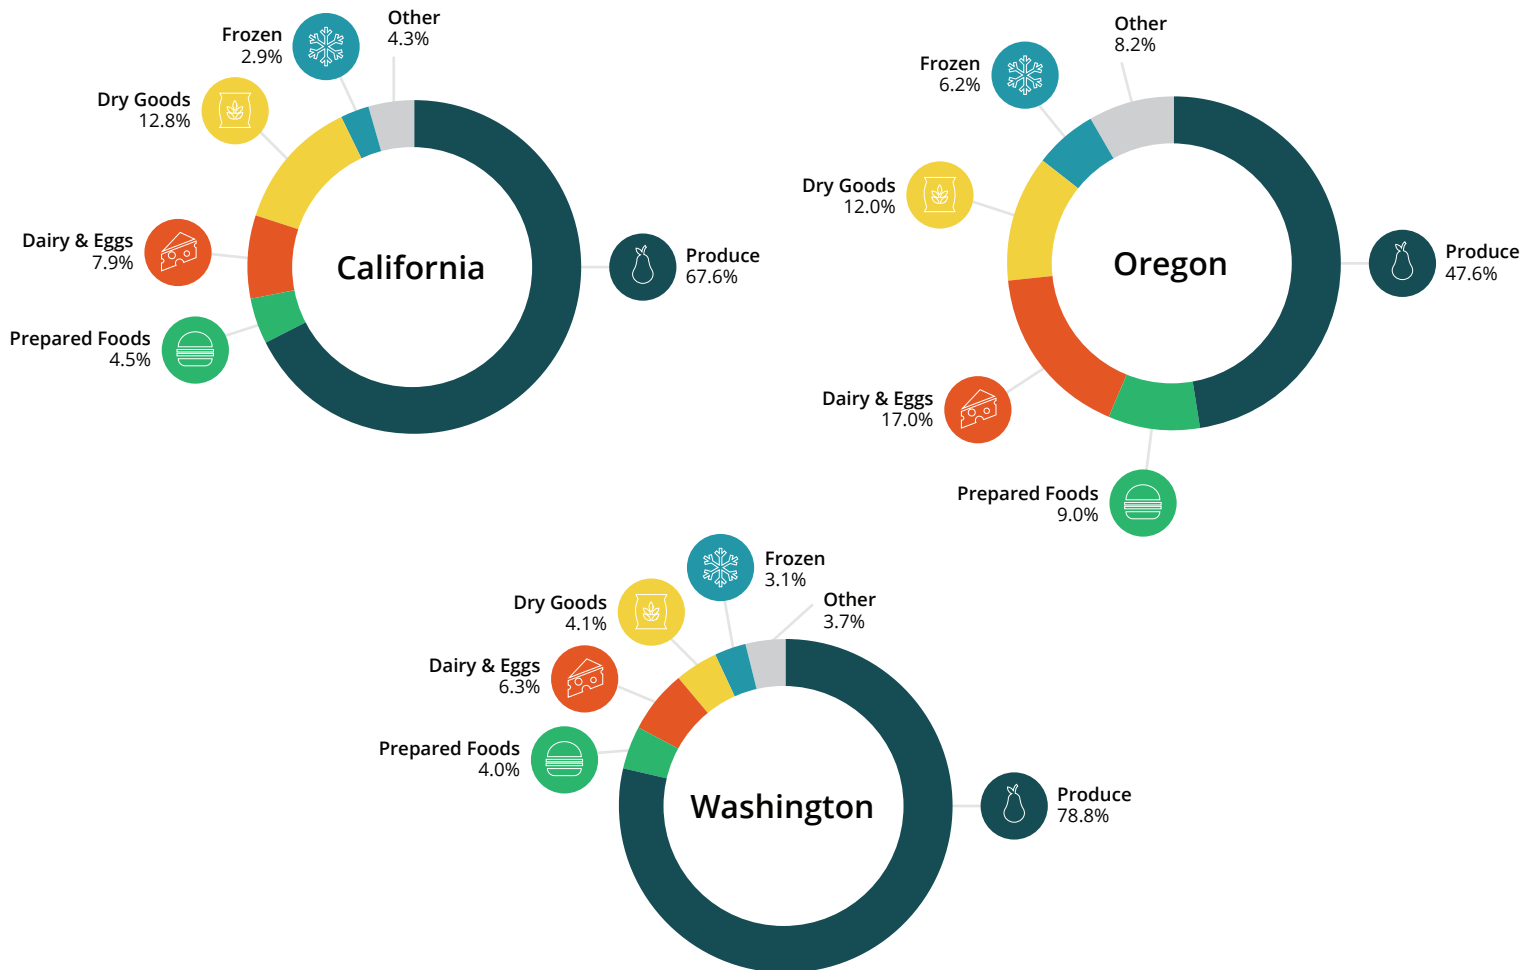 Other
4.3%
Frozen
2.9%
Dry Goods
12.8%
Dairy & Eggs
7.9%
Prepared Foods
4.5%
California
Produce
67.6%
Other
8.2%
Frozen
6.2%
Dry Goods
12.0%
Dairy & Eggs
17.0%
Prepared Foods
9.0%
Oregon
Produce
47.6%
Frozen
3.1%
Other
3.7%
Dry Goods
4.1%
Dairy & Eggs
6.3%
Prepared Foods
4.0%
Washington
Produce
78.8%